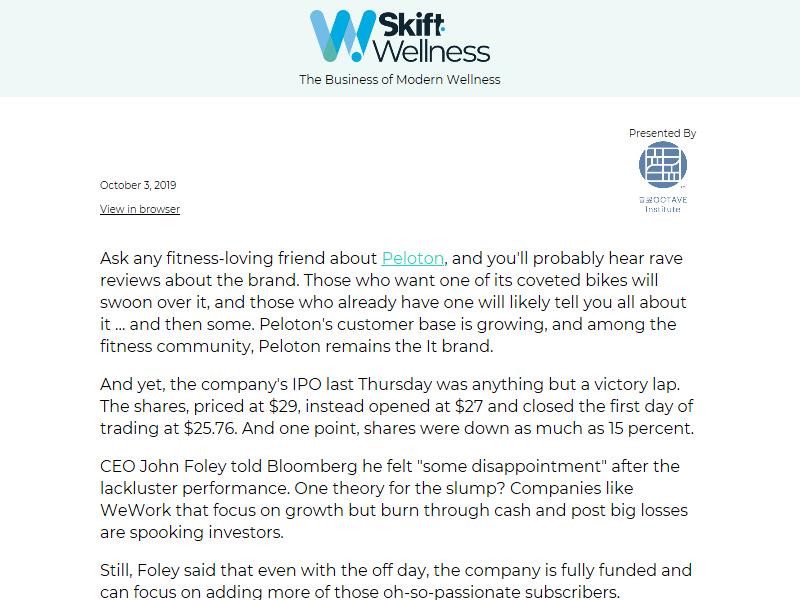 Skift
Wellness
The Business of Modern Wellness
Presented By
OCTAVE
Institute
October 3, 2019
View in browser
Ask any fitness-loving friend about Peloton, and you'll probably hear rave
reviews about the brand. Those who want one of its coveted bikes will
swoon over it, and those who already have one will likely tell you all about
it ... and then some. Peloton's customer base is growing, and among the
fitness community, Peloton remains the It brand.
And yet, the company's IPO last Thursday was anything but a victory lap.
The shares, priced at $29, instead opened at $27 and closed the first day of
trading at $25.76. And one point, shares were down as much as 15 percent.
CEO John Foley told Bloomberg he felt "some disappointment" after the
lackluster performance. One theory for the slump? Companies like
WeWork that focus on growth but burn through cash and post big losses
are spooking investors.
Still, Foley said that even with the off day, the company is fully funded and
can focus on adding more of those oh-so-passionate subscribers.